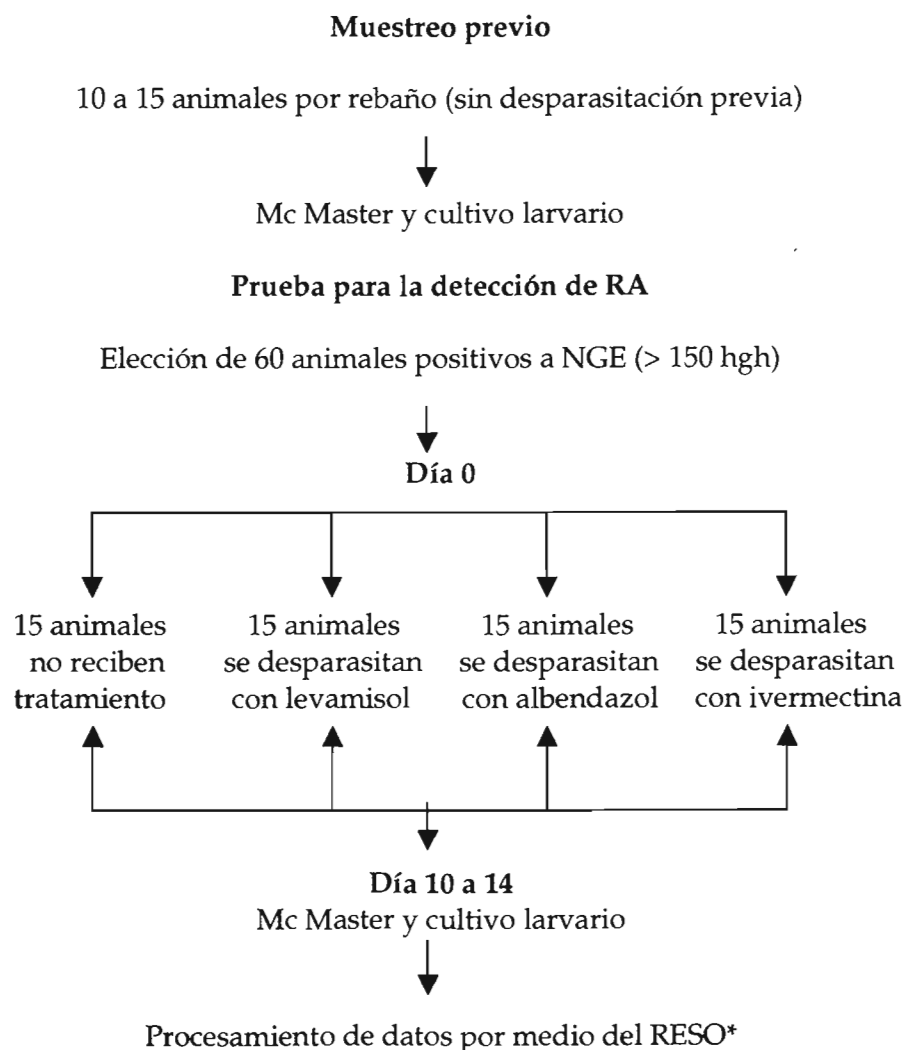 Muestreo previo
10 a 15 animales por rebaño (sin desparasitación previa)
Mc Master y cultivo larvario
Prueba para la detección de RA
Elección de 60 animales positivos a NGE (> 150 hgh)
Día 0
15 animales
no reciben
tratamiento
15 animales
se desparasitan
con levamisol
15 animales
se desparasitan
con albendazol
15 animales
se desparasitan
con ivermectina
Día 10 a 14
Mc Master y cultivo larvario
Procesamiento de datos por medio del RESO*